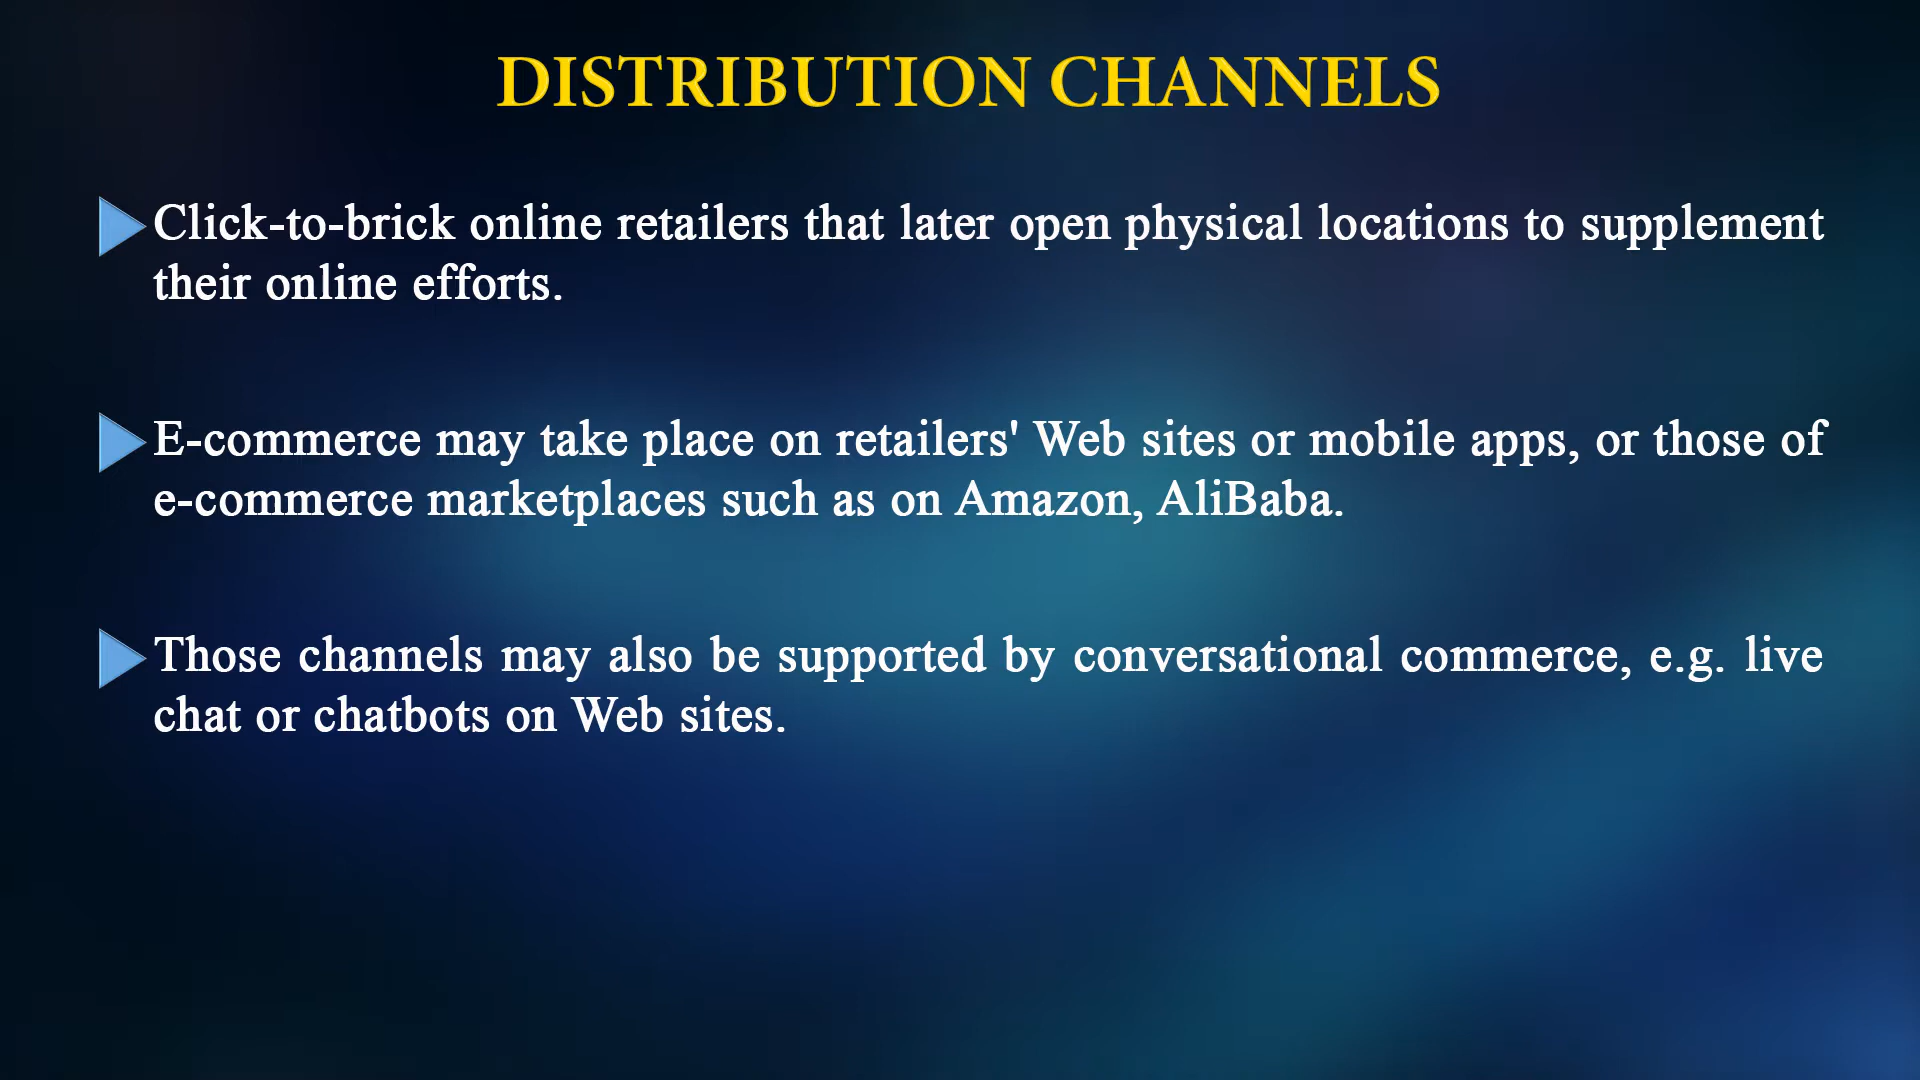 DISTRIBUTION CHANNELS
Click-to-brick online retailers that later open physical locations to supplement
their online efforts.
E-commerce may take place on retailers' Web sites or mobile apps, or those of
e-commerce marketplaces such as on Amazon, AliBaba.
Those channels may also be supported by conversational commerce, e.g. live
chat or chatbots on Web sites.